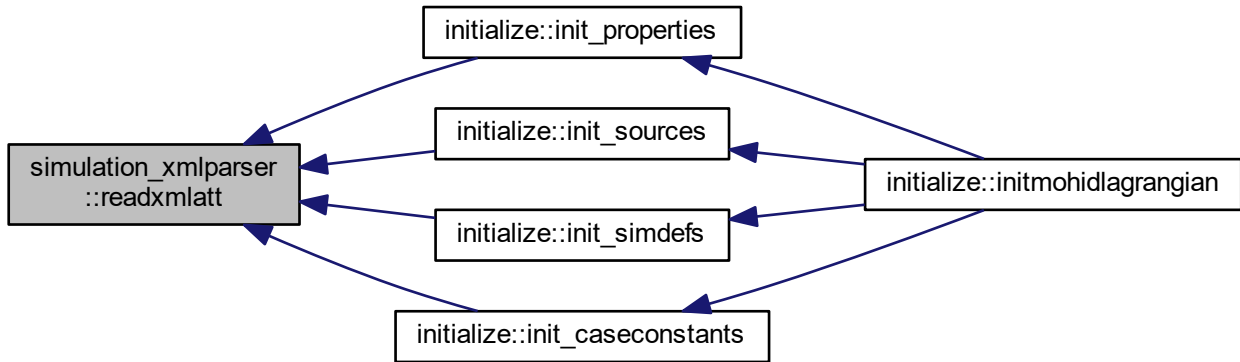 initialize::init_properties
initialize::init_sources
simulation_xmlparser
::readxmlatt
initialize::initmohidlagrangian
initialize::init_simdefs
initialize::init_caseconstants